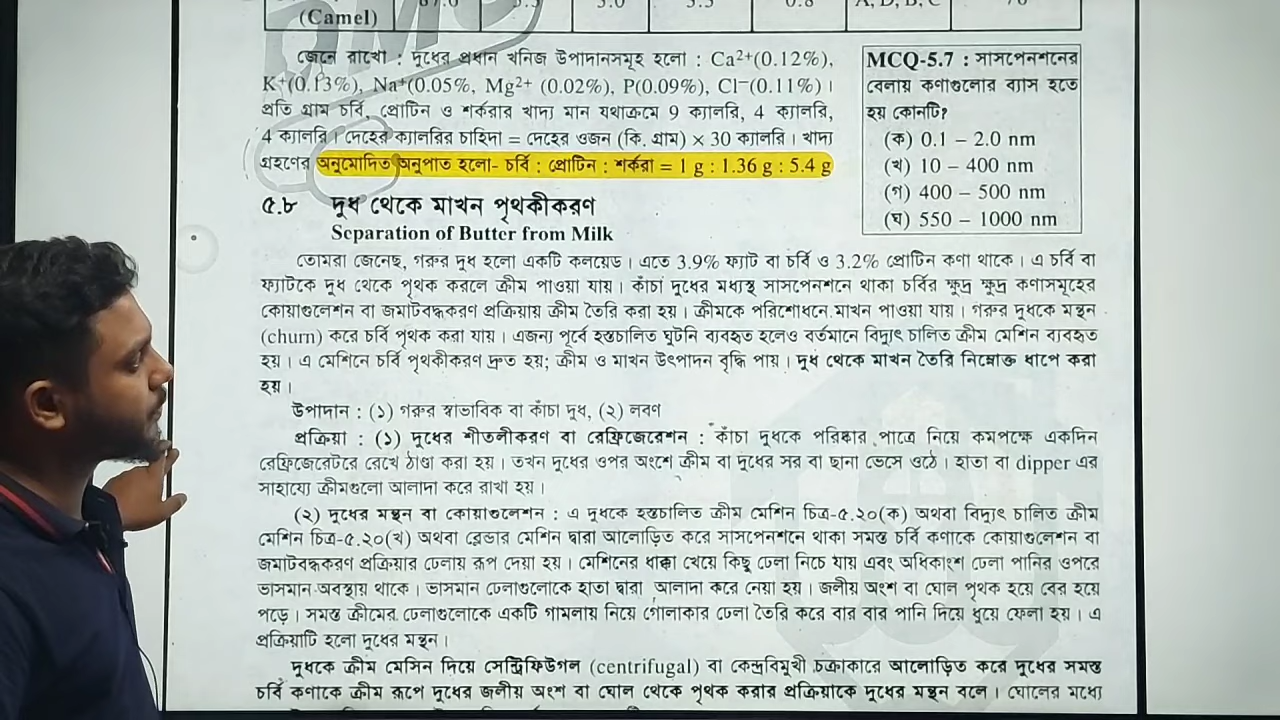 (Camel) 87.6 5.5 3.0 5.5 0.8 A, D, B, C 70
জেনে রাখো : দুধের প্রধান খনিজ উপাদানসমূহ হলো : Ca²⁺(0.12%),
K⁺(0.13%), Na⁺(0.05%, Mg²⁺ (0.02%), P(0.09%), Cl⁻(0.11%)।
প্রতি গ্রাম চর্বি, প্রোটিন ও শর্করার খাদ্য মান যথাক্রমে 9 ক্যালরি, 4 ক্যালরি,
4 ক্যালরি। দেহের ক্যালরির চাহিদা = দেহের ওজন (কি. গ্রাম) × 30 ক্যালরি। খাদ্য
গ্রহণের অনুমোদিত অনুপাত হলো- চর্বি : প্রোটিন : শর্করা = 1 g : 1.36 g : 5.4 g
MCQ-5.7 : সাসপেনশনের
বেলায় কণাগুলোর ব্যাস হতে
হয় কোনটি?
(ক) 0.1 – 2.0 nm
(খ) 10 – 400 nm
(গ) 400 – 500 nm
(ঘ) 550 – 1000 nm
৫.৮ দুধ থেকে মাখন পৃথকীকরণ
Separation of Butter from Milk
তোমরা জেনেছ, গরুর দুধ হলো একটি কলয়েড। এতে 3.9% ফ্যাট বা চর্বি ও 3.2% প্রোটিন কণা থাকে। এ চর্বি বা
ফ্যাটকে দুধ থেকে পৃথক করলে ক্রীম পাওয়া যায়। কাঁচা দুধের মধ্যস্থ সাসপেনশনে থাকা চর্বির ক্ষুদ্র ক্ষুদ্র কণাসমূহের
কোয়াগুলেশন বা জমাটবদ্ধকরণ প্রক্রিয়ায় ক্রীম তৈরি করা হয়। ক্রীমকে পরিশোধনে মাখন পাওয়া যায়। গরুর দুধকে মন্থন
(churn) করে চর্বি পৃথক করা যায়। এজন্য পূর্বে হস্তচালিত ঘুটনি ব্যবহৃত হলেও বর্তমানে বিদ্যুৎ চালিত ক্রীম মেশিন ব্যবহৃত
হয়। এ মেশিনে চর্বি পৃথকীকরণ দ্রুত হয়; ক্রীম ও মাখন উৎপাদন বৃদ্ধি পায়। দুধ থেকে মাখন তৈরি নিম্নোক্ত ধাপে করা
হয়।
উপাদান : (১) গরুর স্বাভাবিক বা কাঁচা দুধ, (২) লবণ
প্রক্রিয়া : (১) দুধের শীতলীকরণ বা রেফ্রিজেরেশন : কাঁচা দুধকে পরিষ্কার পাত্রে নিয়ে কমপক্ষে একদিন
রেফ্রিজেরেটরে রেখে ঠাণ্ডা করা হয়। তখন দুধের ওপর অংশে ক্রীম বা দুধের সর বা ছানা ভেসে ওঠে। হাতা বা dipper এর
সাহায্যে ক্রীমগুলো আলাদা করে রাখা হয়।
(২) দুধের মন্থন বা কোয়াগুলেশন : এ দুধকে হস্তচালিত ক্রীম মেশিন চিত্র-৫.২০(ক) অথবা বিদ্যুৎ চালিত ক্রীম
মেশিন চিত্র-৫.২০(খ) অথবা ব্লেন্ডার মেশিন দ্বারা আলোড়িত করে সাসপেনশনে থাকা সমস্ত চর্বি কণাকে কোয়াগুলেশন বা
জমাটবদ্ধকরণ প্রক্রিয়ার ঢেলায় রূপ দেয়া হয়। মেশিনের ধাক্কা খেয়ে কিছু ঢেলা নিচে যায় এবং অধিকাংশ ঢেলা পানির ওপরে
ভাসমান অবস্থায় থাকে। ভাসমান ঢেলাগুলোকে হাতা দ্বারা আলাদা করে নেয়া হয়। জলীয় অংশ বা ঘোল পৃথক হয়ে বের হয়ে
পড়ে। সমস্ত ক্রীমের ঢেলাগুলোকে একটি গামলায় নিয়ে গোলাকার ঢেলা তৈরি করে বার বার পানি দিয়ে ধুয়ে ফেলা হয়। এ
প্রক্রিয়াটি হলো দুধের মন্থন।
দুধকে ক্রীম মেসিন দিয়ে সেন্ট্রিফিউগল (centrifugal) বা কেন্দ্রবিমুখী চক্রাকারে আলোড়িত করে দুধের সমস্ত
চর্বি কণাকে ক্রীম রূপে দুধের জলীয় অংশ বা ঘোল থেকে পৃথক করার প্রক্রিয়াকে দুধের মন্থন বলে। ঘোলের মধ্যে